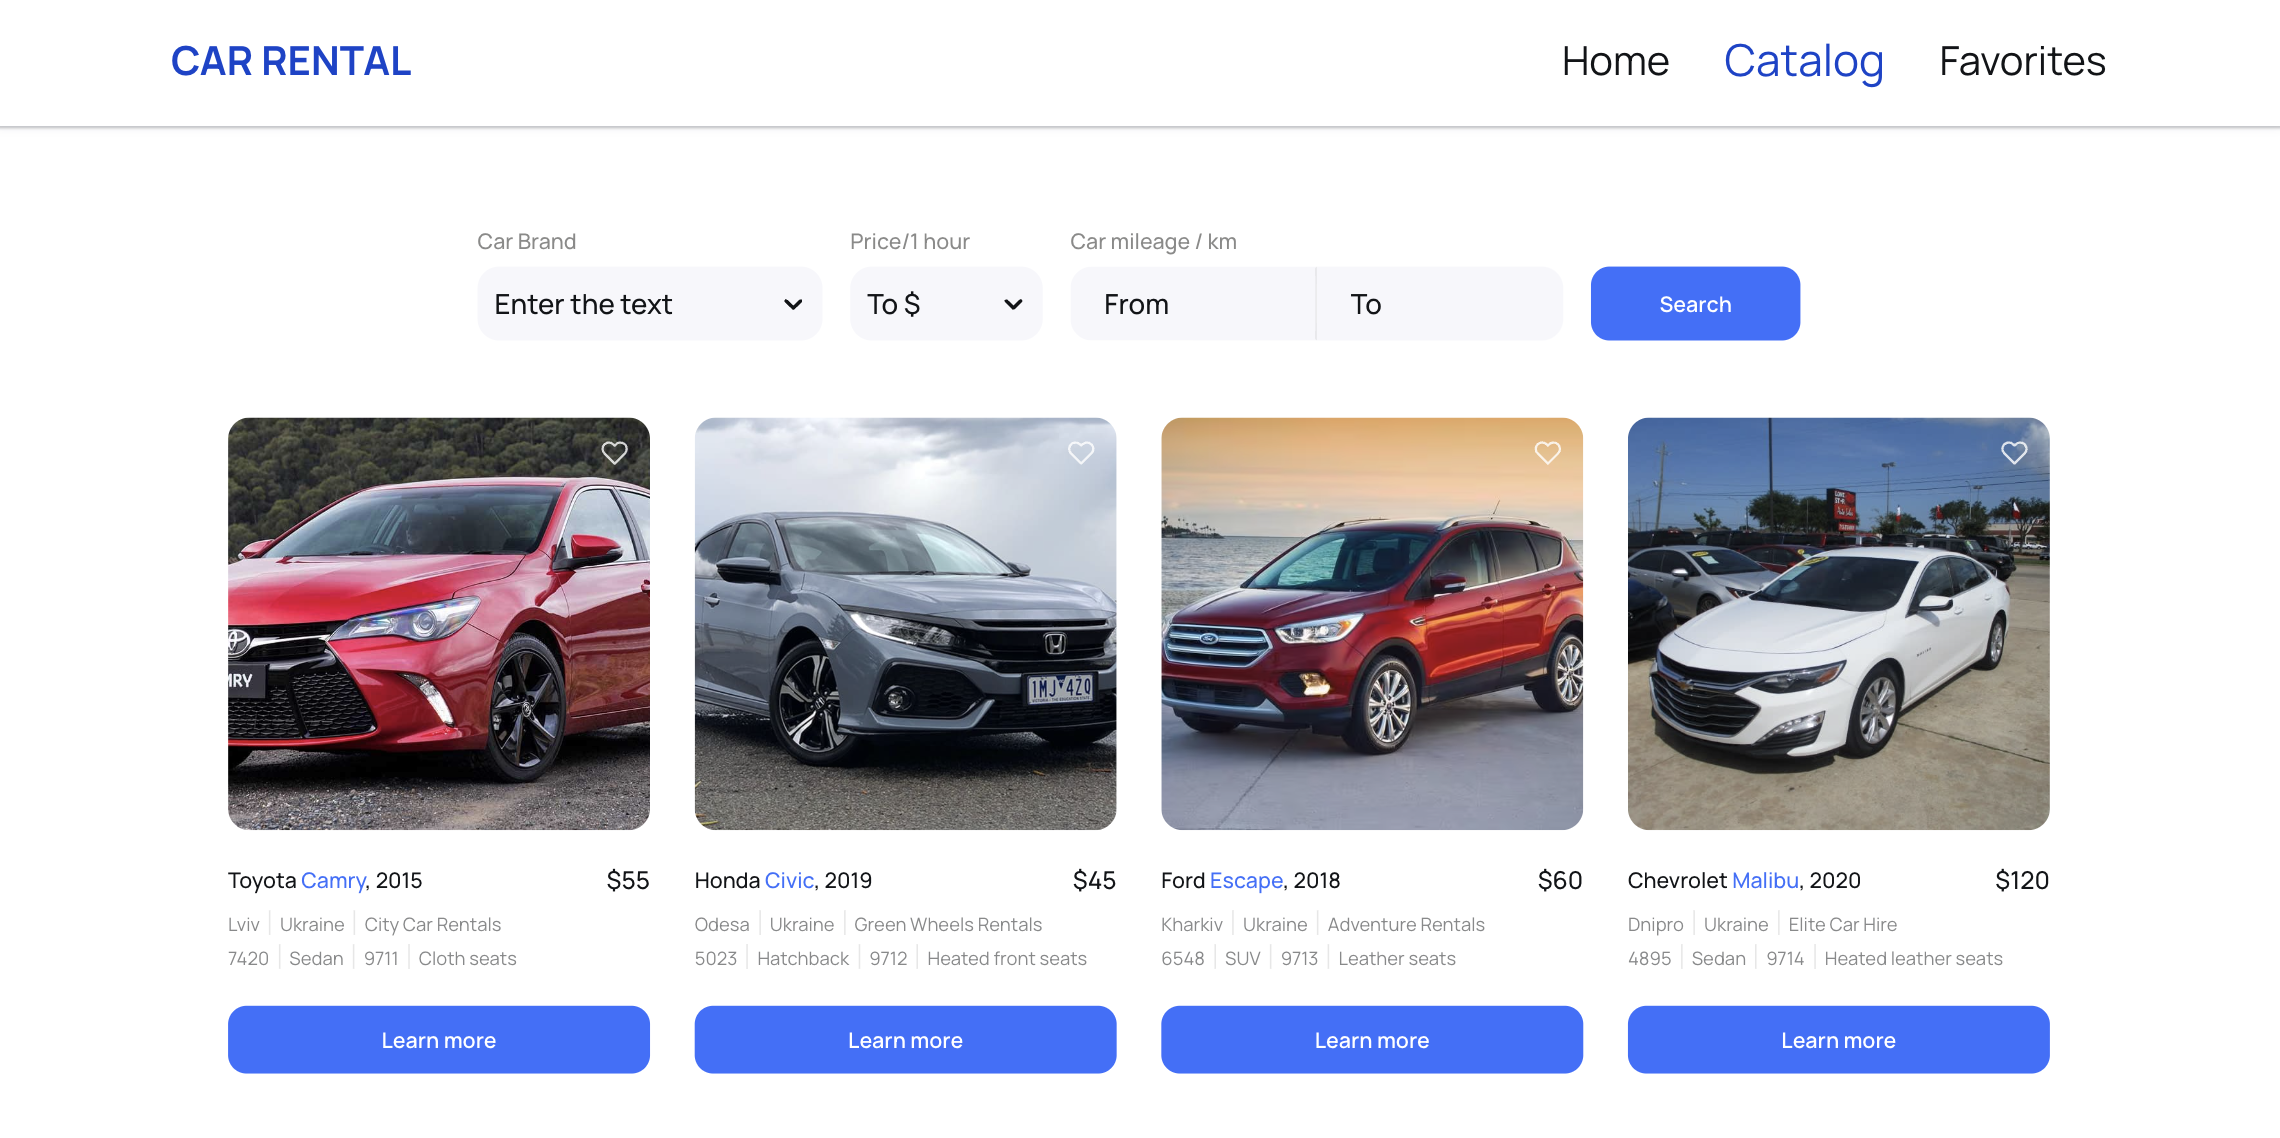 CAR RENTAL
Home Catalog Favorites
Car Brand Price/1 hour Car mileage / km
Enter the text To $ From To Search
MRY
1MJ 4ZQ
Toyota Camry, 2015 $55
Lviv Ukraine City Car Rentals
7420 Sedan 9711 Cloth seats
Learn more
Honda Civic, 2019 $45
Odesa Ukraine Green Wheels Rentals
5023 Hatchback 9712 Heated front seats
Learn more
Ford Escape, 2018 $60
Kharkiv Ukraine Adventure Rentals
6548 SUV 9713 Leather seats
Learn more
Chevrolet Malibu, 2020 $120
Dnipro Ukraine Elite Car Hire
4895 Sedan 9714 Heated leather seats
Learn more